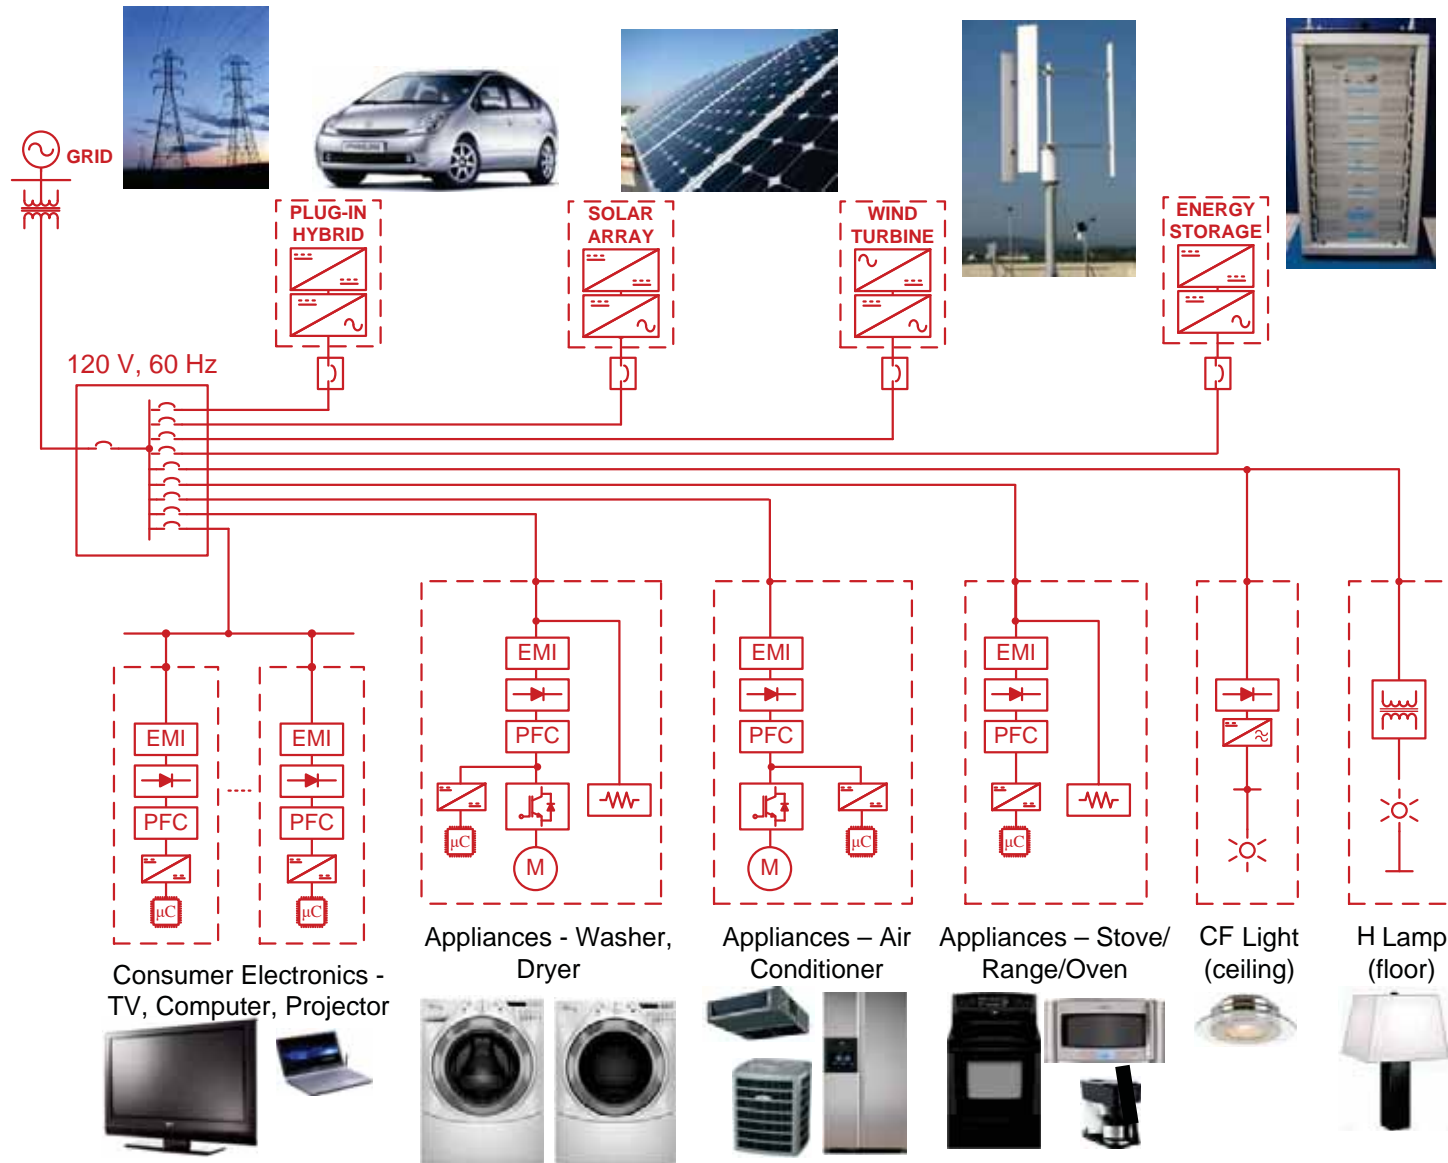 GRID
PLUG-IN
HYBRID
SOLAR
ARRAY
WIND
TURBINE
ENERGY
STORAGE
120 V, 60 Hz
EMI
EMI
EMI
PFC
PFC
PFC
EMI
EMI
PFC
PFC
µC
µC
µC
M
M
µC
µC
Consumer Electronics -
TV, Computer, Projector
Appliances - Washer,
Dryer
Appliances – Air
Conditioner
Appliances – Stove/
Range/Oven
CF Light
(ceiling)
H Lamp
(floor)